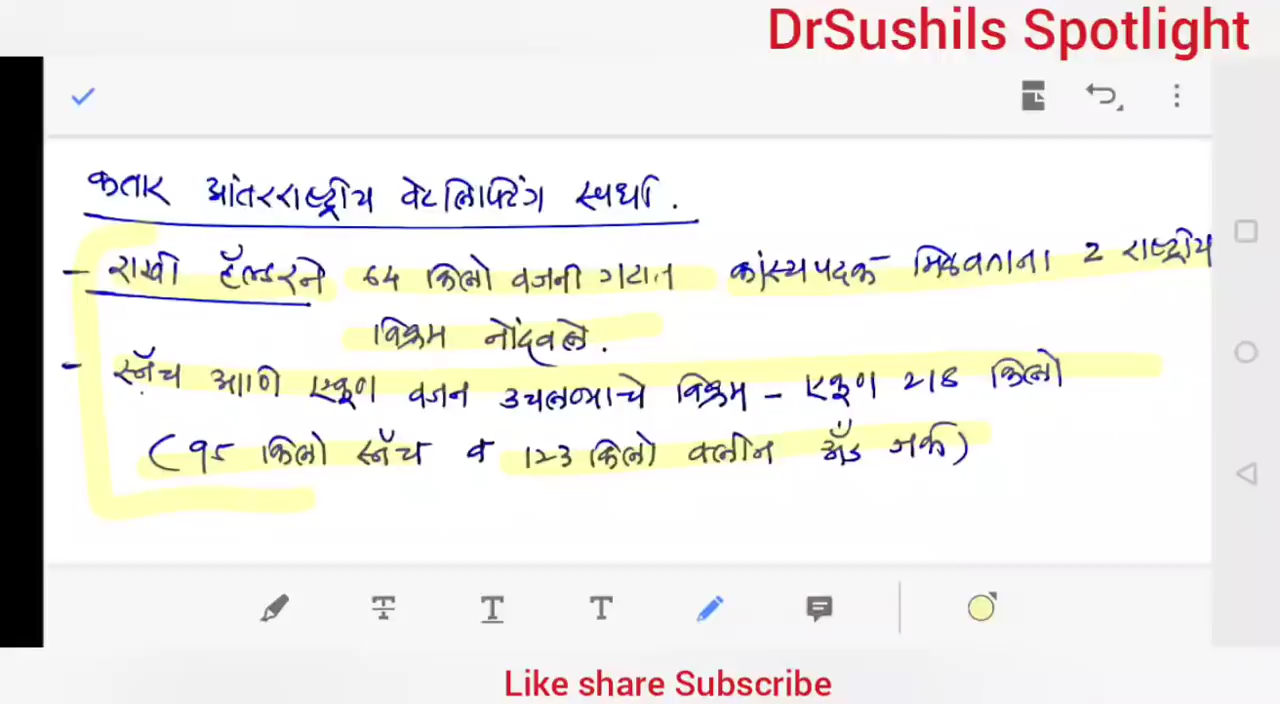 DrSushils Spotlight
कतार आंतरराष्ट्रीय वेटलिफ्टिंग स्पर्धा.
- राखी हॅल्डरने 64 किलो वजनी गटात कांस्यपदक मिळवताना 2 राष्ट्रीय
विक्रम नोंदवले.
- स्नॅच आणि एकूण वजन उचलण्याचे विक्रम - एकूण 218 किलो
(95 किलो स्नॅच व 123 किलो क्लीन अँड जर्क)
Like share Subscribe